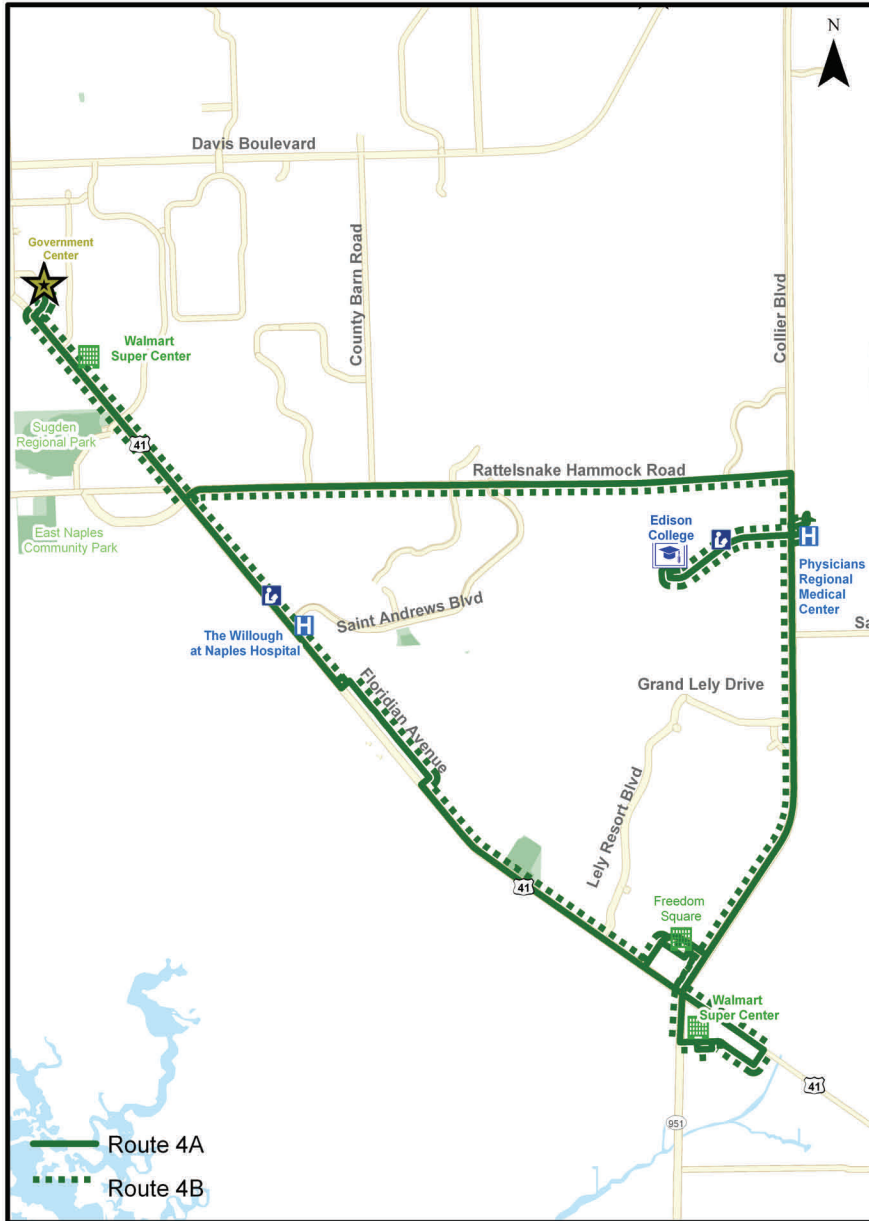 N
Davis Boulevard
Government
Center
County Barn Road
Collier Blvd
Walmart
Super Center
Sugden
Regional Park
41
Rattelsnake Hammock Road
East Naples
Community Park
Edison
College
H
Physicians
Regional
Medical
Center
Saint Andrews Blvd
H
The Willough
at Naples Hospital
Sa
Floridian Avenue
Grand Lely Drive
Lely Resort Blvd
41
Freedom
Square
Walmart
Super Center
41
951
Route 4A
Route 4B